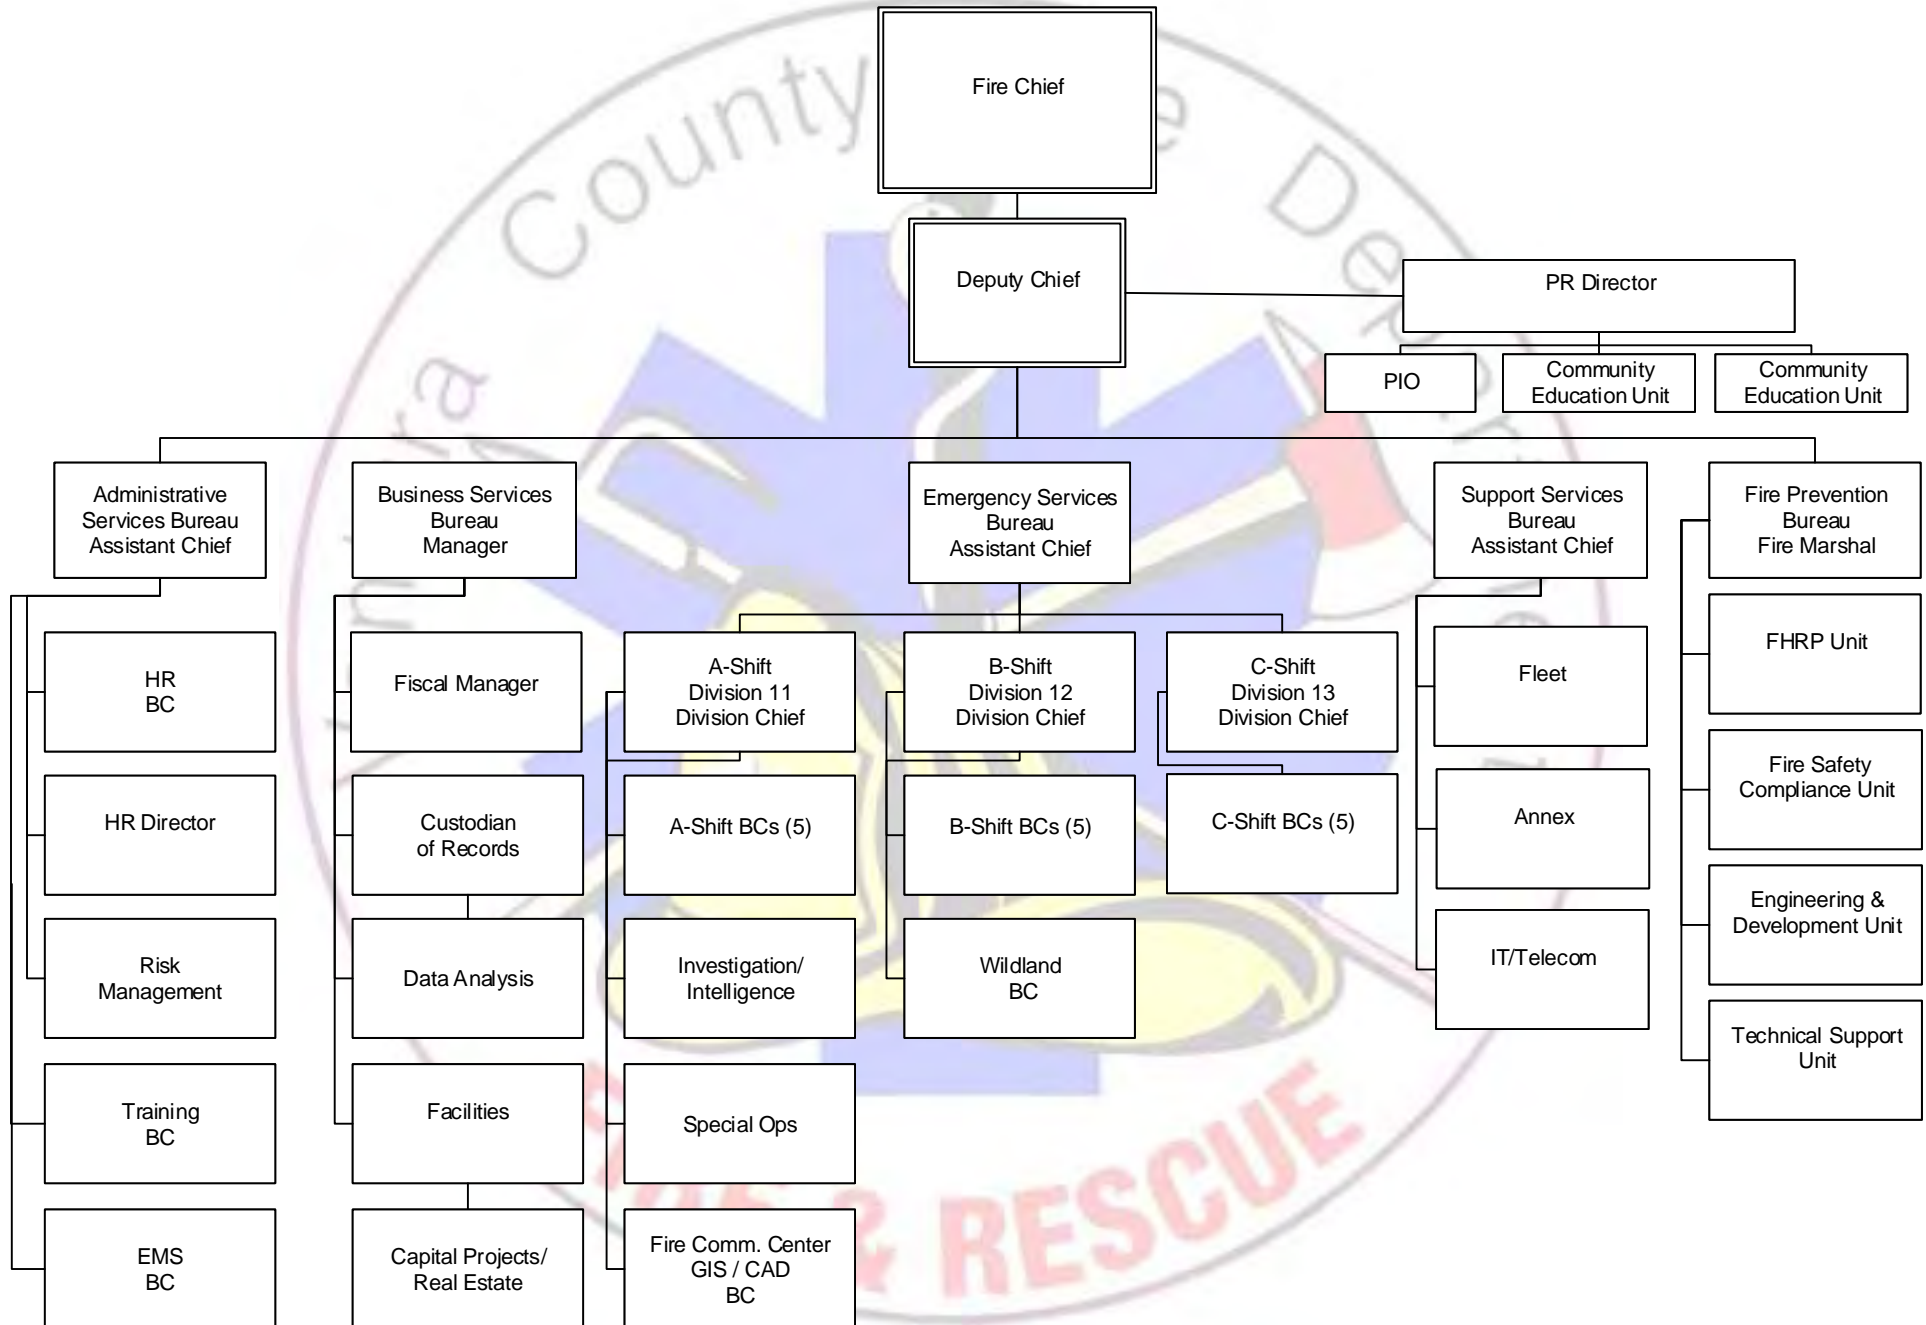 Fire Chief
Deputy Chief
PR Director
PIO
Community
Education Unit
Community
Education Unit
Administrative
Services Bureau
Assistant Chief
Business Services
Bureau
Manager
Emergency Services
Bureau
Assistant Chief
Support Services
Bureau
Assistant Chief
Fire Prevention
Bureau
Fire Marshal
HR
BC
HR Director
Risk
Management
Training
BC
EMS
BC
Fiscal Manager
Custodian
of Records
Data Analysis
Facilities
Capital Projects/
Real Estate
A-Shift
Division 11
Division Chief
A-Shift BCs (5)
Investigation/
Intelligence
Special Ops
Fire Comm. Center
GIS / CAD
BC
B-Shift
Division 12
Division Chief
B-Shift BCs (5)
Wildland
BC
C-Shift
Division 13
Division Chief
C-Shift BCs (5)
Fleet
Annex
IT/Telecom
FHRP Unit
Fire Safety
Compliance Unit
Engineering &
Development Unit
Technical Support
Unit
County
& RESCUE